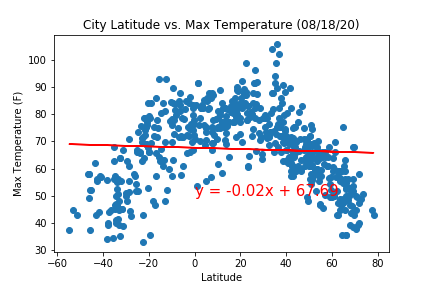 City Latitude vs. Max Temperature (08/18/20)
Max Temperature (F)
100
90
80
70
60
50
40
30
y = -0.02x + 67.69
−60 −40 −20 0 20 40 60 80
Latitude